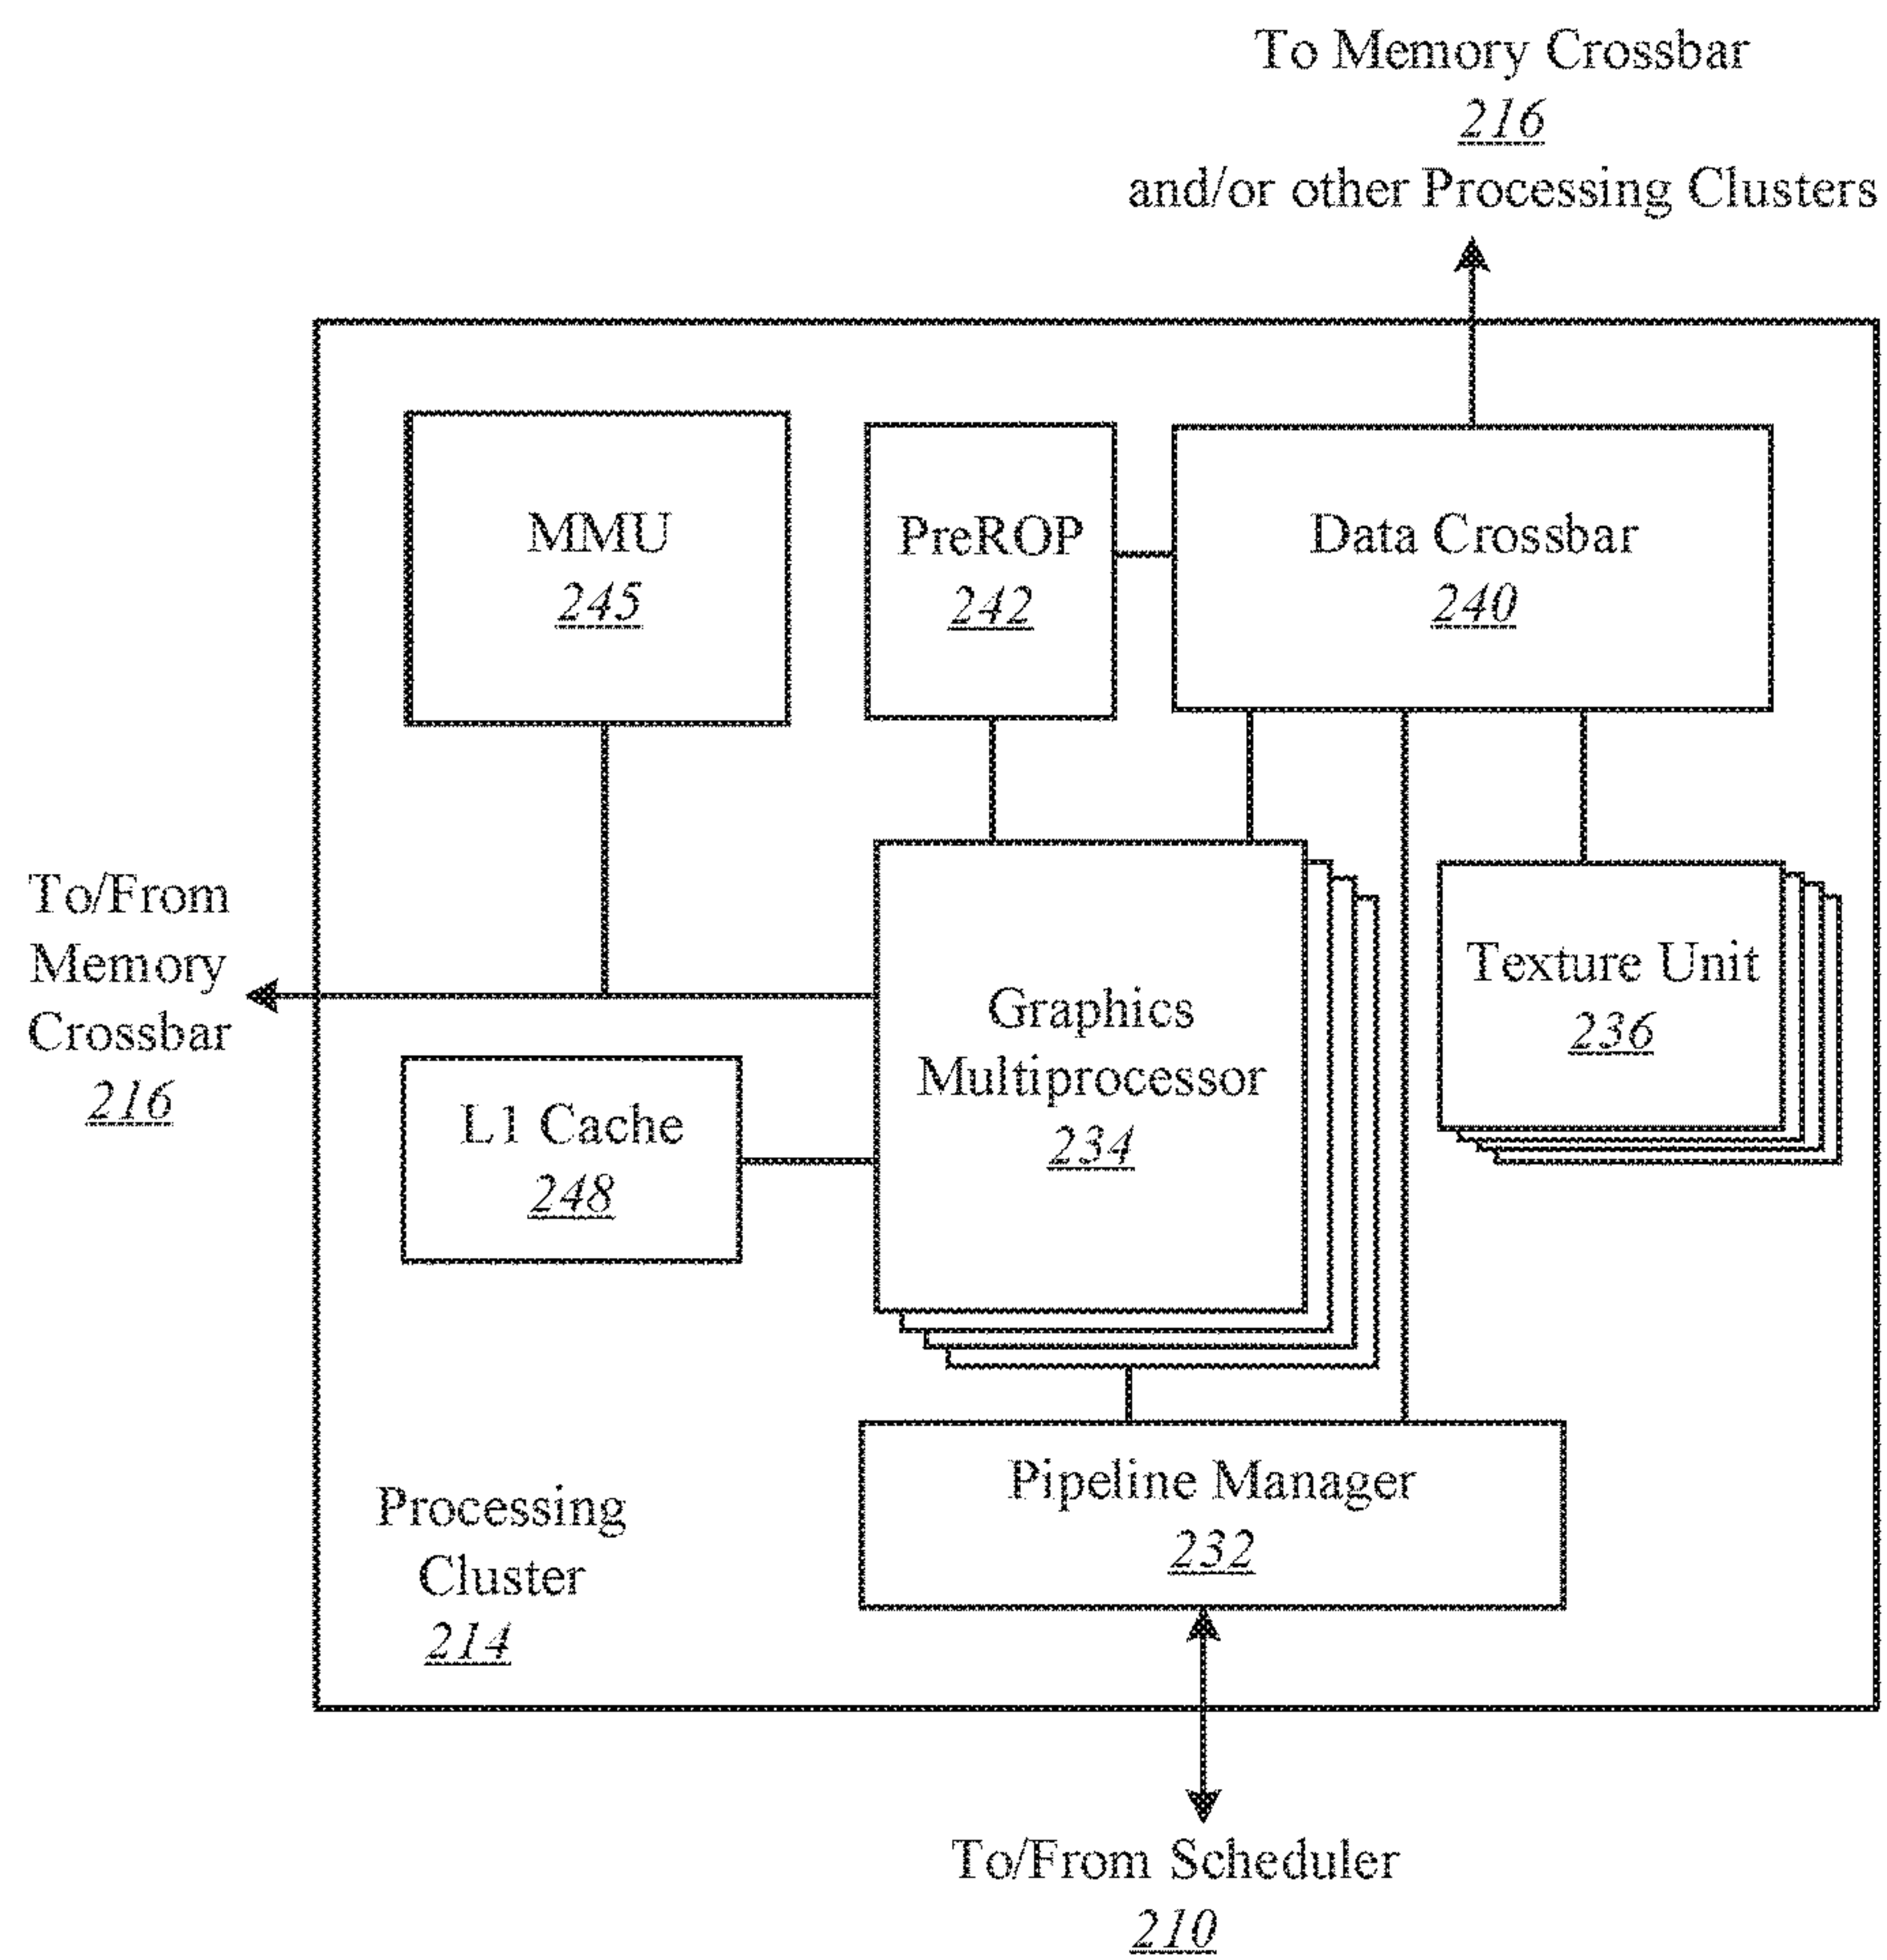 To Memory Crossbar
216
and/or other Processing Clusters
MMU
245
PreROP
242
Data Crossbar
240
To/From
Memory
Crossbar
216
Graphics
Multiprocessor
234
Texture Unit
236
L1 Cache
248
Pipeline Manager
232
Processing
Cluster
214
To/From Scheduler
210